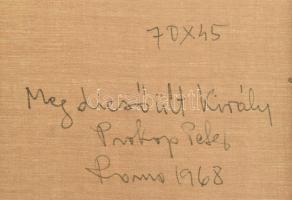 70X45
Megdicsőült Király
Prokop Péter
Roma 1968